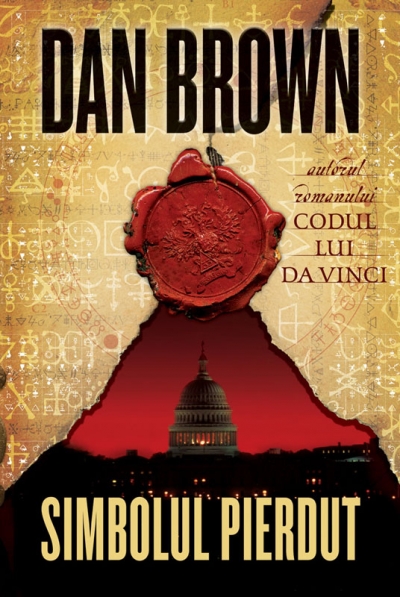 DAN BROWN
autorul
romanului
CODUL
LUI
DA VINCI
SIMBOLUL PIERDUT